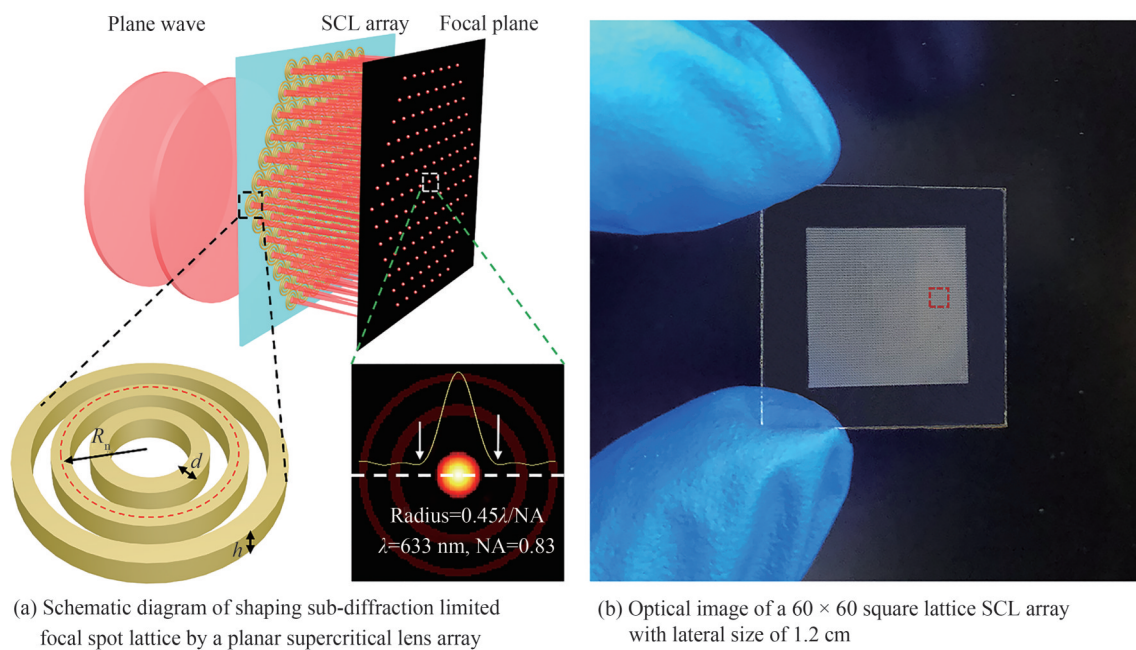 Plane wave
SCL array
Focal plane
Rₙ
d
h
Radius=0.45λ/NA
λ=633 nm, NA=0.83
(a) Schematic diagram of shaping sub-diffraction limited
focal spot lattice by a planar supercritical lens array
(b) Optical image of a 60 × 60 square lattice SCL array
with lateral size of 1.2 cm